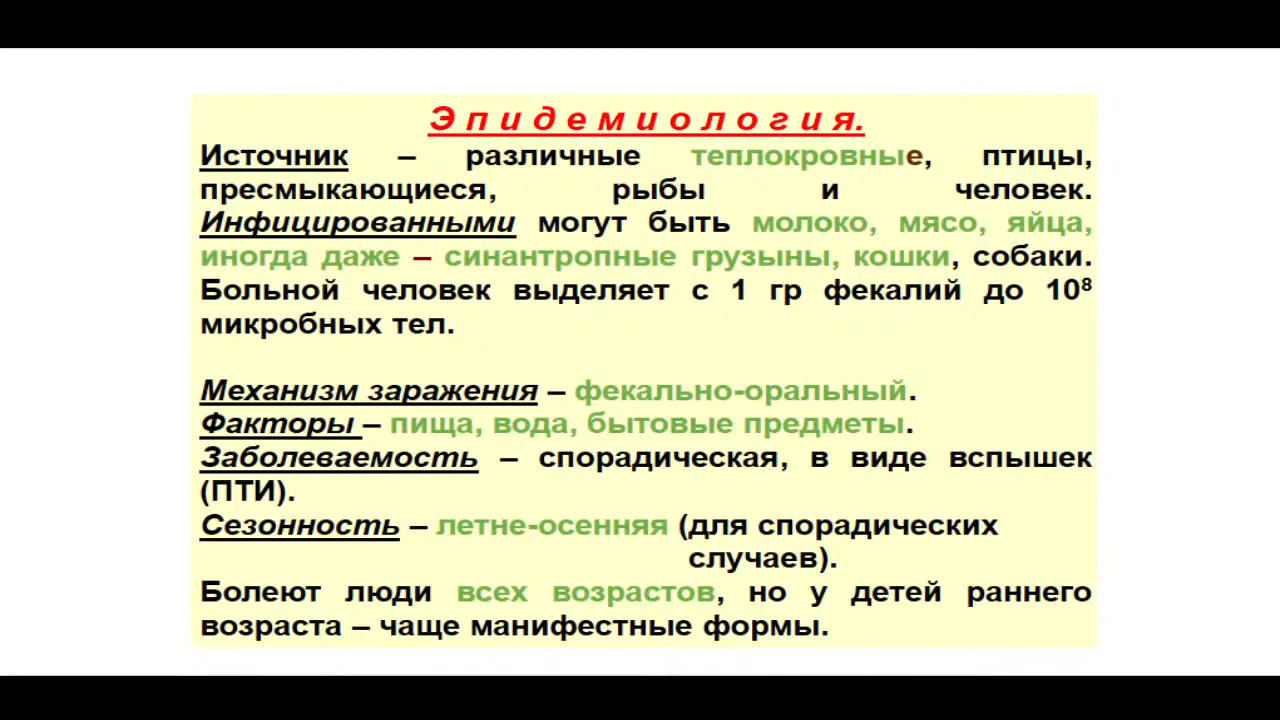 Э п и д е м и о л о г и я.
Источник – различные теплокровные, птицы,
пресмыкающиеся, рыбы и человек.
Инфицированными могут быть молоко, мясо, яйца,
иногда даже – синантропные грузыны, кошки, собаки.
Больной человек выделяет с 1 гр фекалий до 10⁸
микробных тел.
Механизм заражения – фекально-оральный.
Факторы – пища, вода, бытовые предметы.
Заболеваемость – спорадическая, в виде вспышек
(ПТИ).
Сезонность – летне-осенняя (для спорадических
случаев).
Болеют люди всех возрастов, но у детей раннего
возраста – чаще манифестные формы.